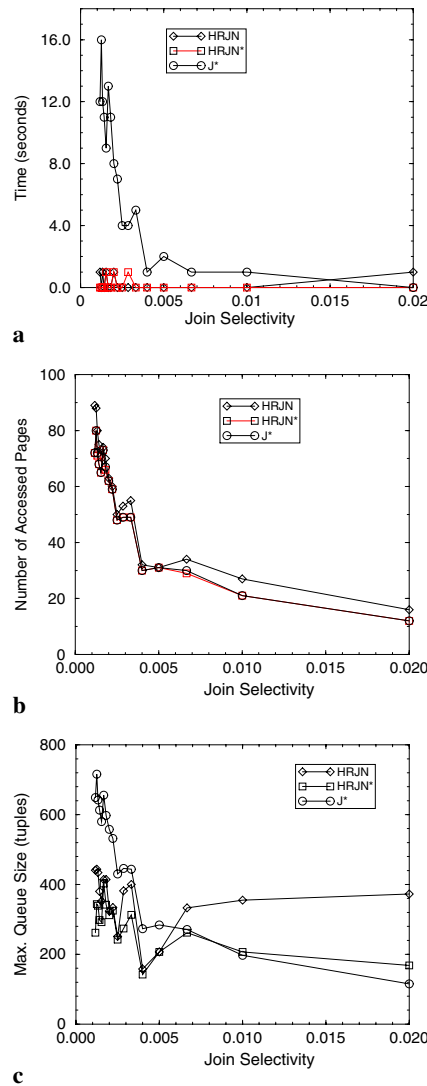 16.0
12.0
8.0
4.0
0.0
Time (seconds)
HRJN
HRJN*
J*
0
0.005
0.01
0.015
0.02
Join Selectivity
a
100
80
60
40
20
0
Number of Accessed Pages
HRJN
HRJN*
J*
0.000
0.005
0.010
0.015
0.020
Join Selectivity
b
800
600
400
200
0
Max. Queue Size (tuples)
HRJN
HRJN*
J*
0.000
0.005
0.010
0.015
0.020
Join Selectivity
c